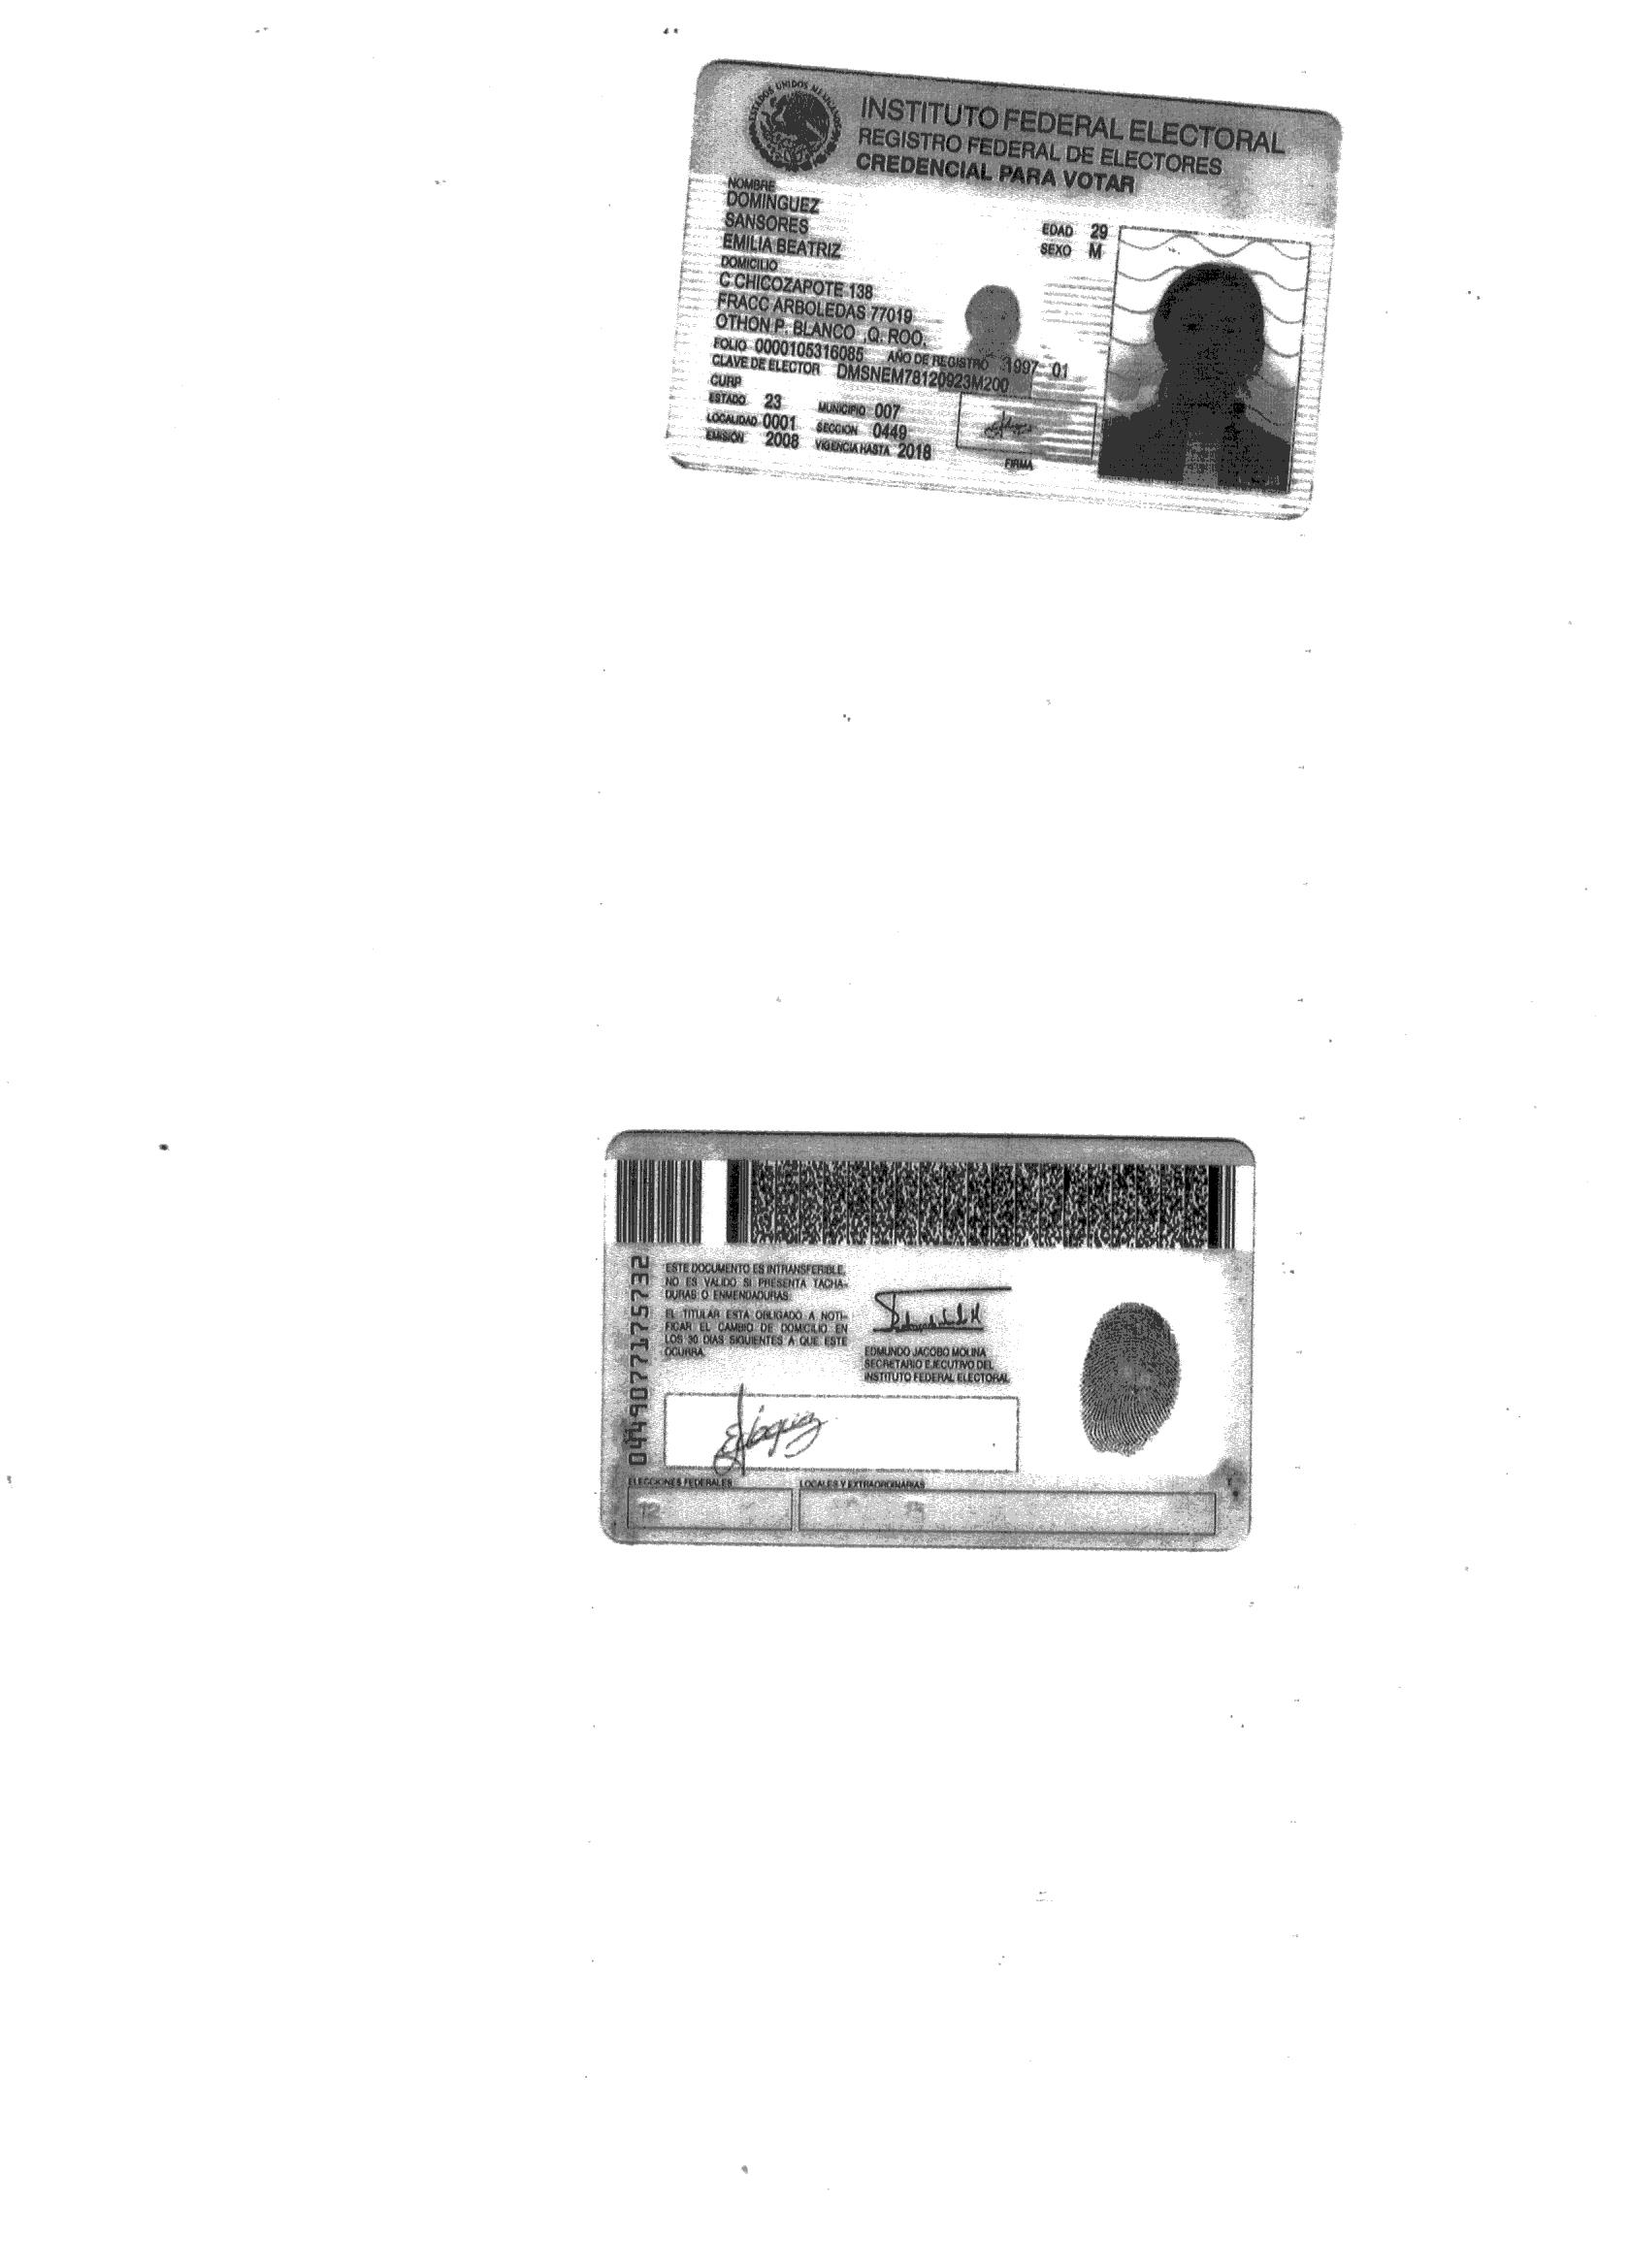 ESTADOS UNIDOS MEXICANOS
INSTITUTO FEDERAL ELECTORAL
REGISTRO FEDERAL DE ELECTORES
CREDENCIAL PARA VOTAR
NOMBRE
DOMINGUEZ
SANSORES
EMILIA BEATRIZ
EDAD 29
SEXO M
DOMICILIO
C CHICOZAPOTE 138
FRACC ARBOLEDAS 77019
OTHON P. BLANCO ,Q. ROO.
FOLIO 0000105316085 AÑO DE REGISTRO 1997 01
CLAVE DE ELECTOR DMSNEM78120923M200
CURP
ESTADO 23 MUNICIPIO 007
LOCALIDAD 0001 SECCION 0449
EMISIÓN 2008 VIGENCIA HASTA 2018
FIRMA
0449077175732
ESTE DOCUMENTO ES INTRANSFERIBLE,
NO ES VALIDO SI PRESENTA TACHA-
DURAS O ENMENDADURAS.
EL TITULAR ESTA OBLIGADO A NOTI-
FICAR EL CAMBIO DE DOMICILIO EN
LOS 30 DIAS SIGUIENTES A QUE ESTE
OCURRA.
EDMUNDO JACOBO MOLINA
SECRETARIO EJECUTIVO DEL
INSTITUTO FEDERAL ELECTORAL
ELECCIONES FEDERALES LOCALES Y EXTRAORDINARIAS
12